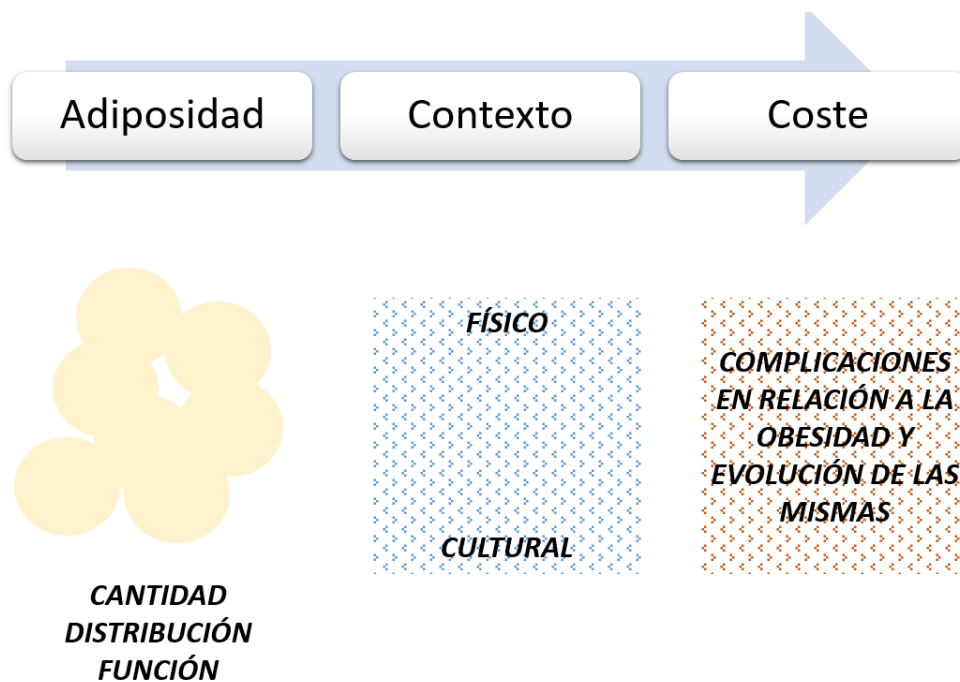 Adiposidad
Contexto
Coste
CANTIDAD
DISTRIBUCIÓN
FUNCIÓN
FÍSICO
CULTURAL
COMPLICACIONES
EN RELACIÓN A LA
OBESIDAD Y
EVOLUCIÓN DE LAS
MISMAS